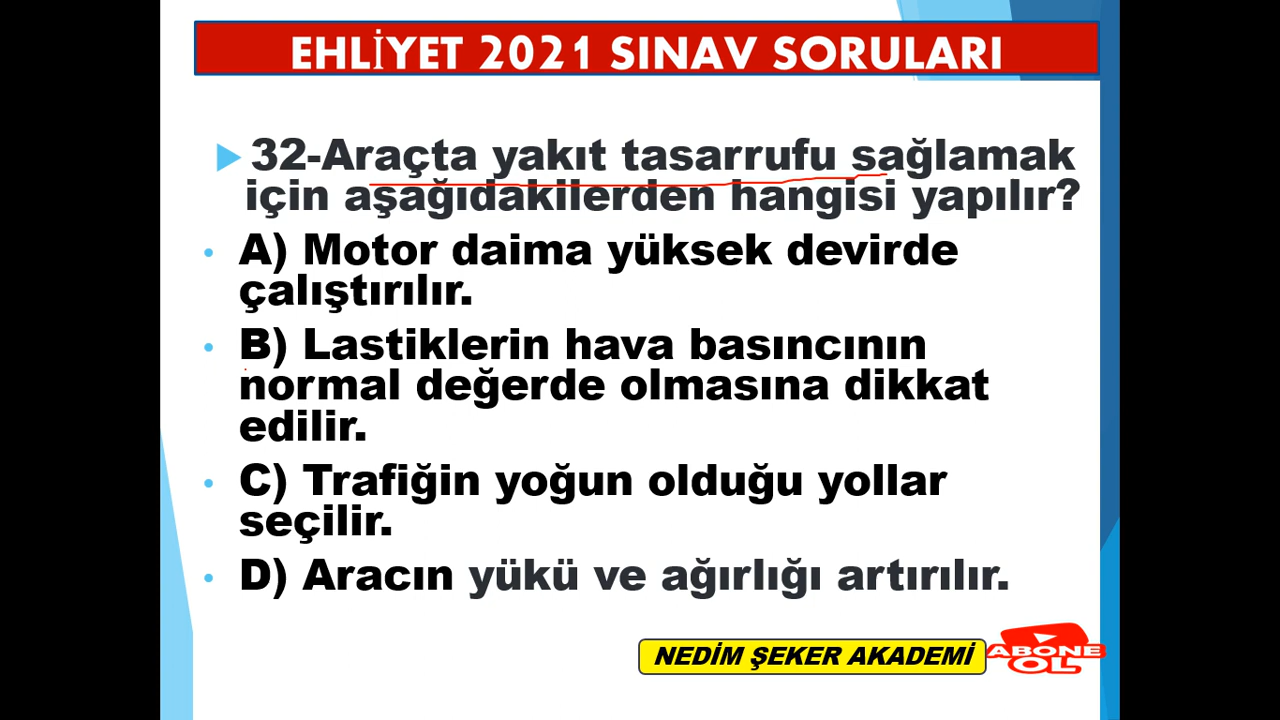 EHLİYET 2021 SINAV SORULARI
32-Araçta yakıt tasarrufu sağlamak
için aşağıdakilerden hangisi yapılır?
A) Motor daima yüksek devirde
çalıştırılır.
B) Lastiklerin hava basıncının
normal değerde olmasına dikkat
edilir.
C) Trafiğin yoğun olduğu yollar
seçilir.
D) Aracın yükü ve ağırlığı artırılır.
NEDİM ŞEKER AKADEMİ
ABONE
OL